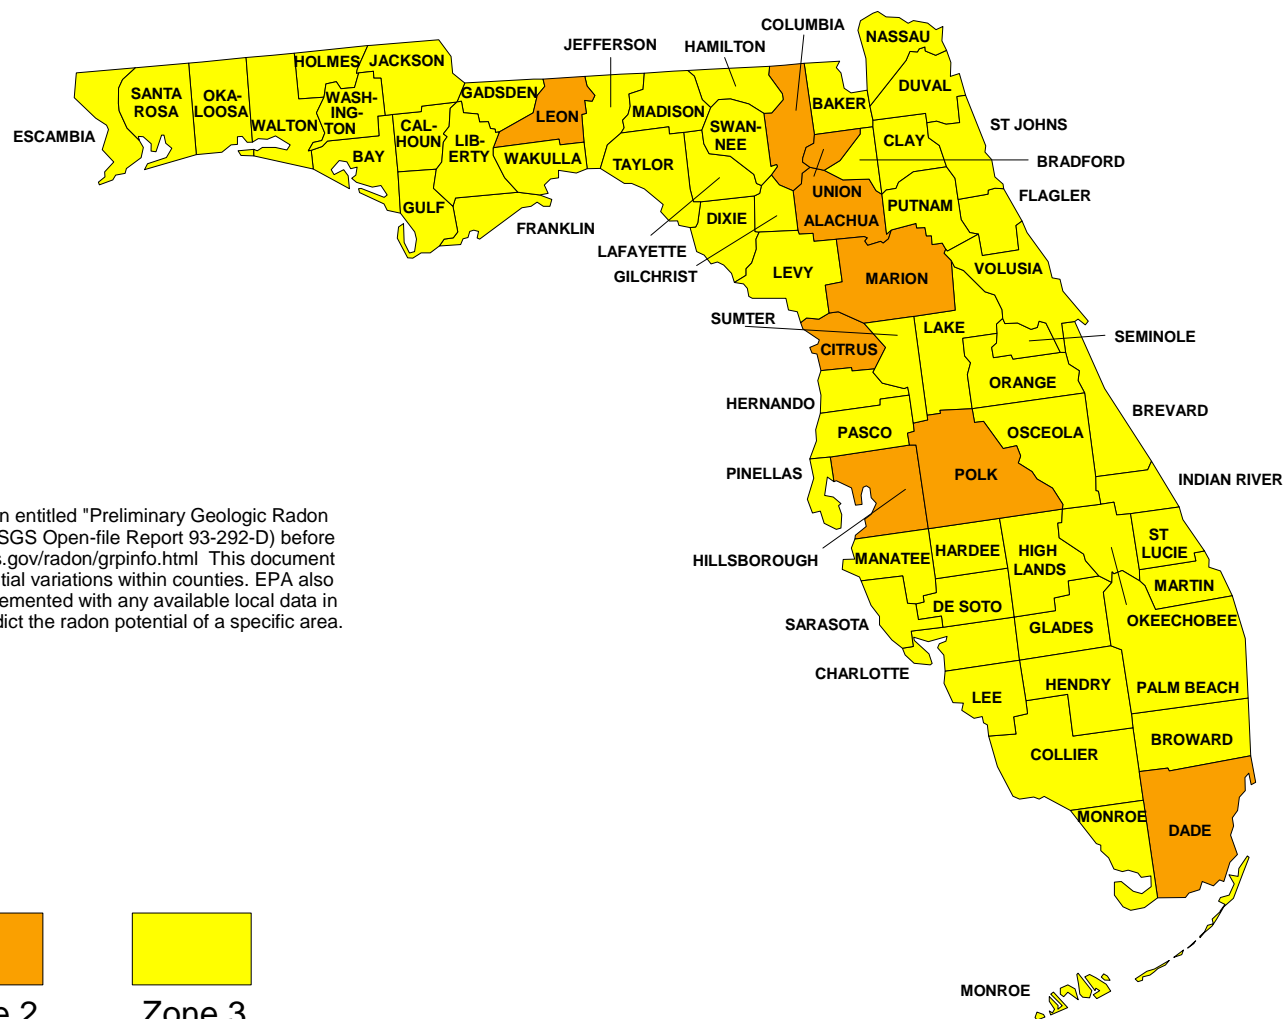 COLUMBIA
NASSAU
JEFFERSON
HAMILTON
HOLMES
JACKSON
DUVAL
SANTA
ROSA
OKA-
LOOSA
WASH-
ING-
TON
GADSDEN
BAKER
MADISON
LEON
WALTON
ESCAMBIA
CAL-
HOUN
LIB-
ERTY
SWAN-
NEE
ST JOHNS
CLAY
BAY
WAKULLA
TAYLOR
BRADFORD
UNION
FLAGLER
GULF
PUTNAM
DIXIE
ALACHUA
FRANKLIN
LAFAYETTE
GILCHRIST
LEVY
MARION
VOLUSIA
SUMTER
LAKE
SEMINOLE
CITRUS
ORANGE
HERNANDO
BREVARD
PASCO
OSCEOLA
PINELLAS
POLK
INDIAN RIVER
n entitled "Preliminary Geologic Radon
SGS Open-file Report 93-292-D) before
s.gov/radon/grpinfo.html  This document
tial variations within counties. EPA also
emented with any available local data in
dict the radon potential of a specific area.
HILLSBOROUGH
MANATEE
HARDEE
HIGH
LANDS
ST
LUCIE
MARTIN
DE SOTO
SARASOTA
GLADES
OKEECHOBEE
CHARLOTTE
LEE
HENDRY
PALM BEACH
BROWARD
COLLIER
MONROE
DADE
MONROE
e 2
Zone 3